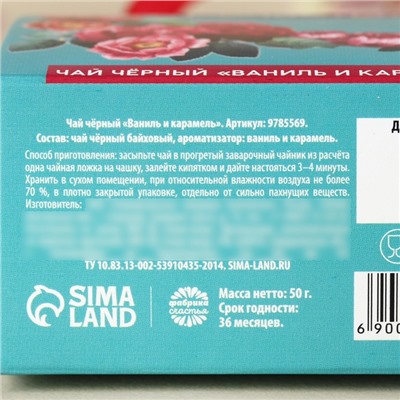 ЧАЙ ЧЁРНЫЙ «ВАНИЛЬ И КАР
Чай чёрный «Ваниль и карамель». Артикул: 9785569.
Состав: чай чёрный байховый, ароматизатор: ваниль и карамель.
Способ приготовления: засыпьте чай в прогретый заварочный чайник из расчёта
одна чайная ложка на чашку, залейте кипятком и дайте настояться 3–4 минуты.
Хранить в сухом помещении, при относительной влажности воздуха не более
70 %, в плотно закрытой упаковке, отдельно от сильно пахнущих веществ.
Изготовитель:
ТУ 10.83.13-002-53910435-2014. SIMA-LAND.RU
SIMA
LAND
фабрика
счастья
Масса нетто: 50 г.
Срок годности:
36 месяцев.
Д
6 900